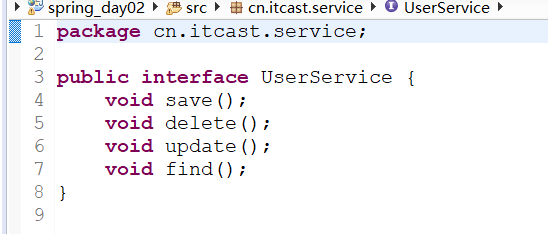 spring_day02 src cn.itcast.service UserService
1 package cn.itcast.service;
2
3 public interface UserService {
4     void save();
5     void delete();
6     void update();
7     void find();
8 }
9